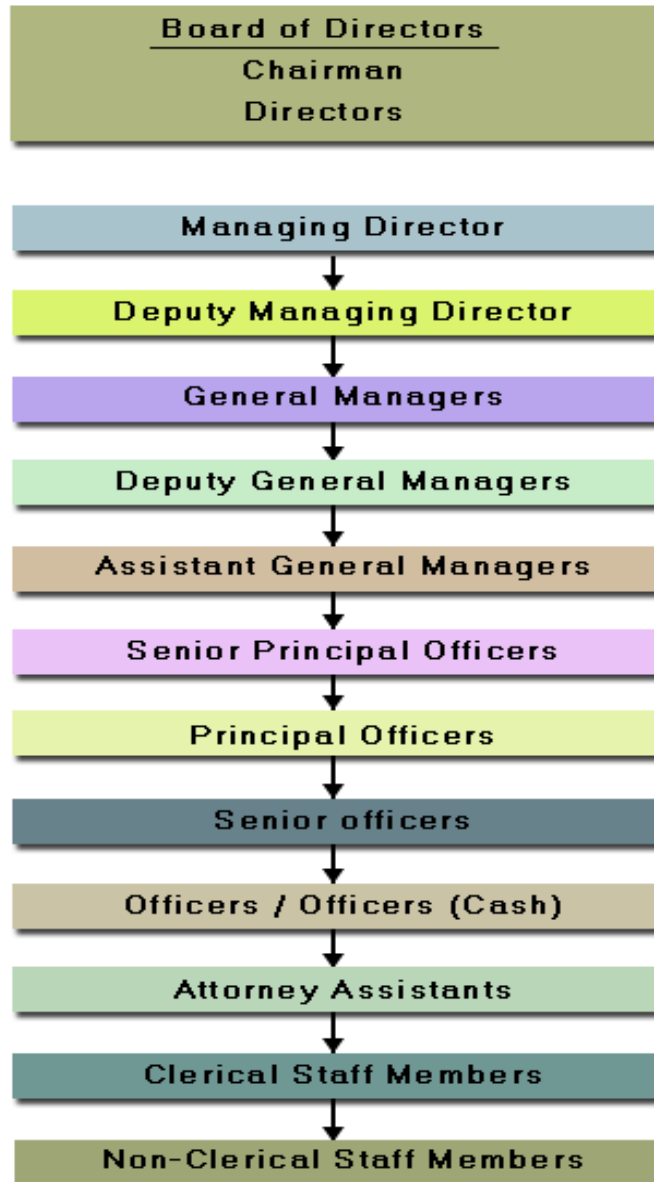 Board of Directors
Chairman
Directors
Managing Director
Deputy Managing Director
General Managers
Deputy General Managers
Assistant General Managers
Senior Principal Officers
Principal Officers
Senior officers
Officers / Officers (Cash)
Attorney Assistants
Clerical Staff Members
Non-Clerical Staff Members